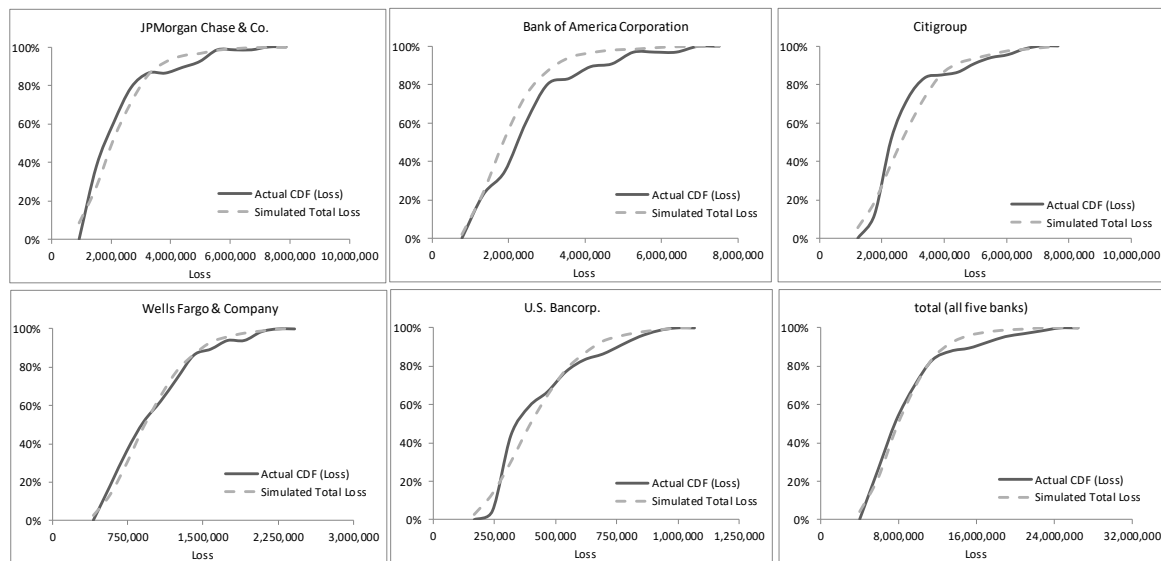 JPMorgan Chase & Co.
100%
80%
60%
40%
20%
0%
Actual CDF (Loss)
Simulated Total Loss
0 2,000,000 4,000,000 6,000,000 8,000,000 10,000,000
Loss
Bank of America Corporation
100%
80%
60%
40%
20%
0%
Actual CDF (Loss)
Simulated Total Loss
0 2,000,000 4,000,000 6,000,000 8,000,000
Loss
Citigroup
100%
80%
60%
40%
20%
0%
Actual CDF (Loss)
Simulated Total Loss
0 2,000,000 4,000,000 6,000,000 8,000,000 10,000,000
Loss
Wells Fargo & Company
100%
80%
60%
40%
20%
0%
Actual CDF (Loss)
Simulated Total Loss
0 750,000 1,500,000 2,250,000 3,000,000
Loss
U.S. Bancorp.
100%
80%
60%
40%
20%
0%
Actual CDF (Loss)
Simulated Total Loss
0 250,000 500,000 750,000 1,000,000 1,250,000
Loss
total (all five banks)
100%
80%
60%
40%
20%
0%
Actual CDF (Loss)
Simulated Total Loss
0 8,000,000 16,000,000 24,000,000 32,000,000
Loss